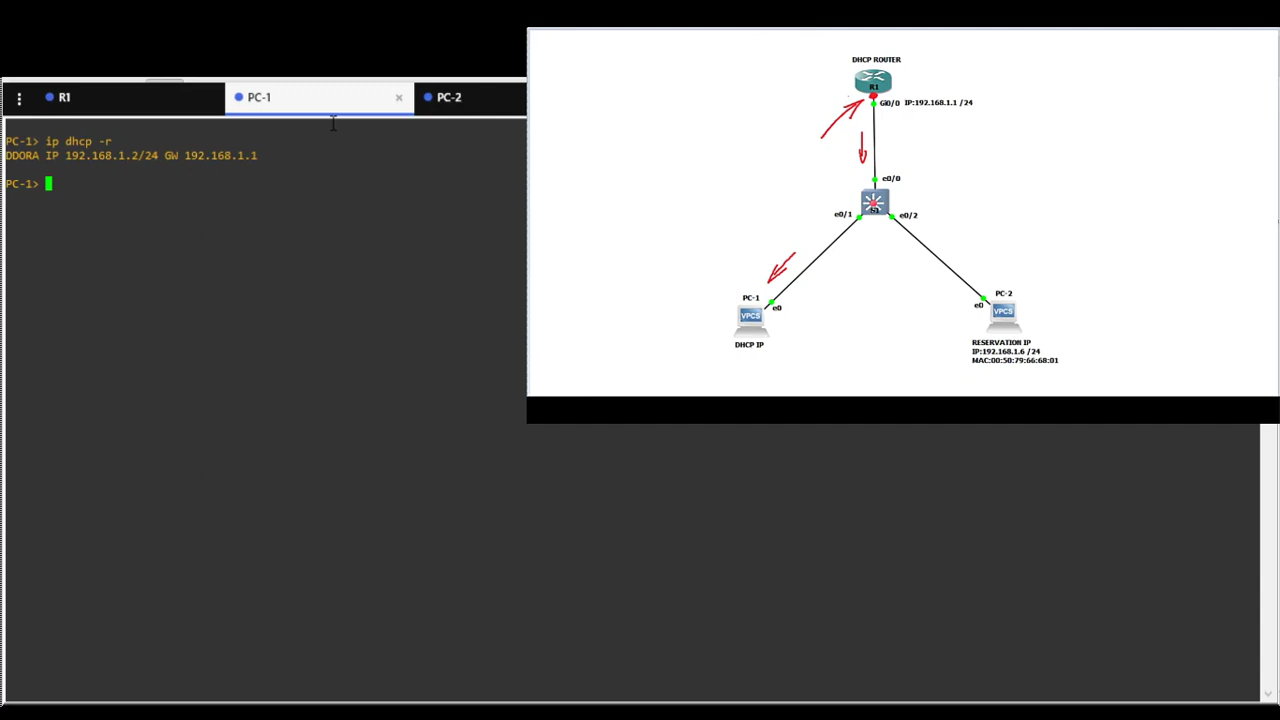 R1
PC-1
×
PC-2
PC-1> ip dhcp -r
DDORA IP 192.168.1.2/24 GW 192.168.1.1
PC-1>
DHCP ROUTER
R1
Gi0/0 IP:192.168.1.1 /24
e0/0
S1
e0/1
e0/2
PC-1
e0
VPCS
DHCP IP
PC-2
e0
VPCS
RESERVATION IP
IP:192.168.1.6 /24
MAC:00:50:79:66:68:01